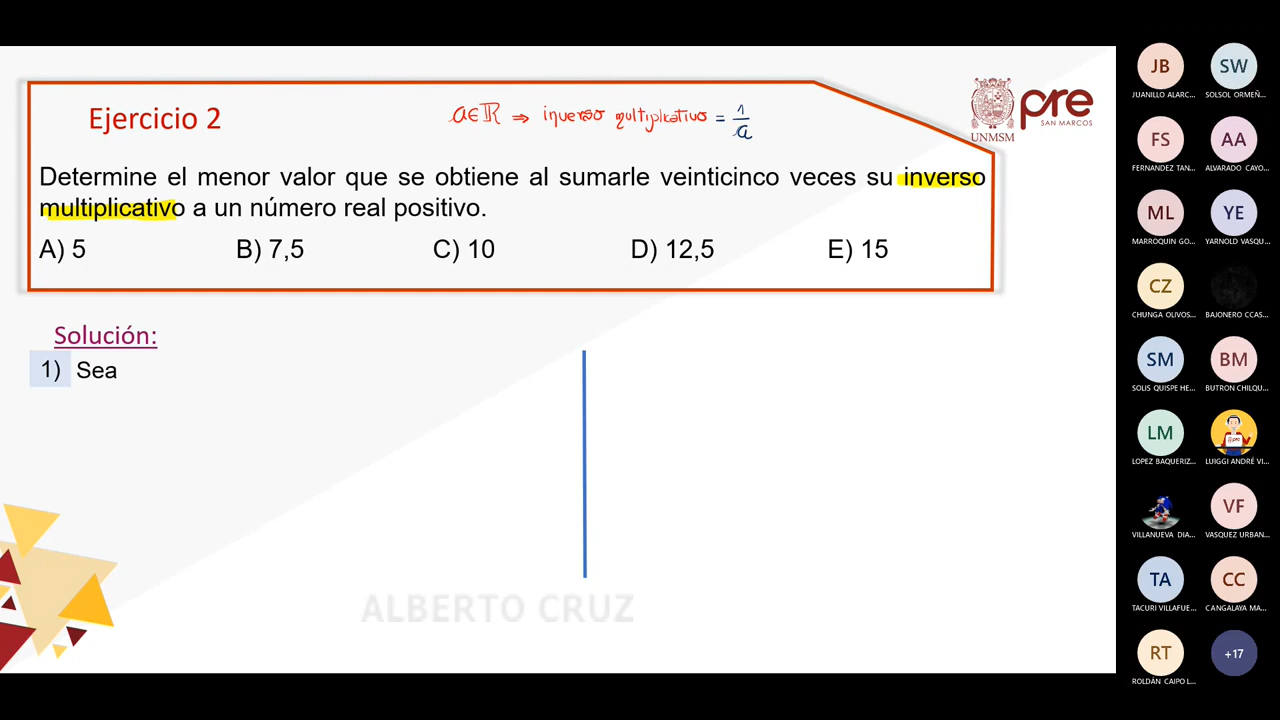 Ejercicio 2
a∈ℝ ⇒ inverso multiplicativo = 1/a
UNMSM
pre
SAN MARCOS
Determine el menor valor que se obtiene al sumarle veinticinco veces su inverso
multiplicativo a un número real positivo.
A) 5 B) 7,5 C) 10 D) 12,5 E) 15
Solución:
1) Sea
ALBERTO CRUZ
JB SW
JUANILLO ALARC... SOLSOL ORMEÑ...
FS AA
FERNANDEZ TAN... ALVARADO CAYO...
ML YE
MARROQUIN GO... YARNOLD VASQU...
CZ
CHUNGA OLIVOS... BAJONERO CCAS...
SM BM
SOLIS QUISPE HE... BUTRON CHILQU...
LM
LOPEZ BAQUERIZ... LUIGGI ANDRÉ VI...
VF
VILLANUEVA DIA... VASQUEZ URBAN...
TA CC
TACURI VILLAFUE... CANGALAYA MA...
RT +17
ROLDÁN CAIPO L...